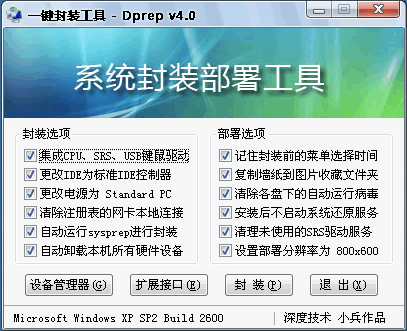 一键封装工具 - Dprep v4.0
系统封装部署工具
封装选项
集成CPU、SRS、USB键鼠驱动
更改IDE为标准IDE控制器
更改电源为 Standard PC
清除注册表的网卡本地连接
自动运行sysprep进行封装
自动卸载本机所有硬件设备
部署选项
记住封装前的菜单选择时间
复制墙纸到图片收藏文件夹
清除各盘下的自动运行病毒
安装后不启动系统还原服务
清理未使用的SRS驱动服务
设置部署分辨率为 800x600
设备管理器(G)
扩展接口(E)
封 装(P)
退 出(X)
Microsoft Windows XP SP2 Build 2600
深度技术 小兵作品